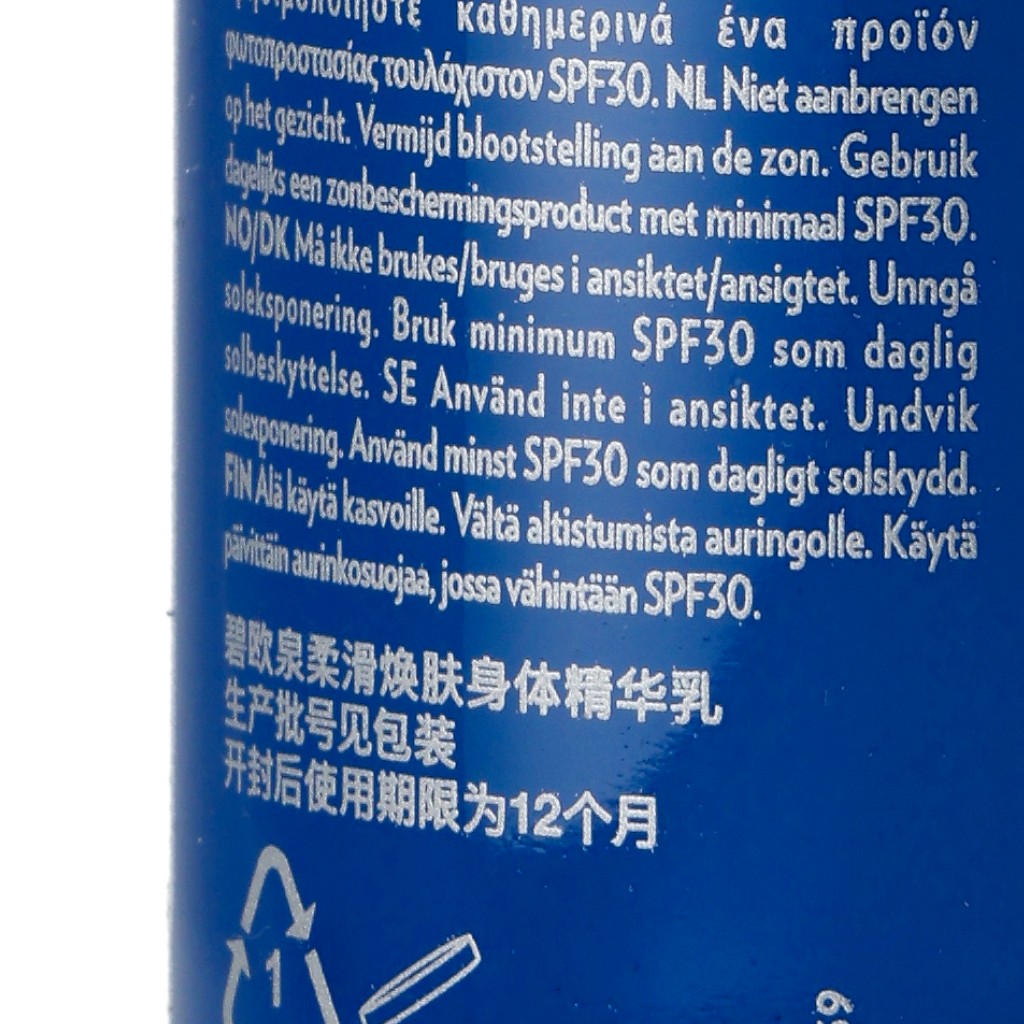 καθημερινά ένα προϊόν
φωτοπροστασίας τουλάχιστον SPF30. NL Niet aanbrengen
op het gezicht. Vermijd blootstelling aan de zon. Gebruik
dagelijks een zonbeschermingsproduct met minimaal SPF30.
NO/DK Må ikke brukes/bruges i ansiktet/ansigtet. Unngå
soleksponering. Bruk minimum SPF30 som daglig
solbeskyttelse. SE Använd inte i ansiktet. Undvik
solexponering. Använd minst SPF30 som dagligt solskydd.
FIN Älä käytä kasvoille. Vältä altistumista auringolle. Käytä
päivittäin aurinkosuojaa, jossa vähintään SPF30.
碧欧泉柔滑焕肤身体精华乳
生产批号见包装
开封后使用期限为12个月
1